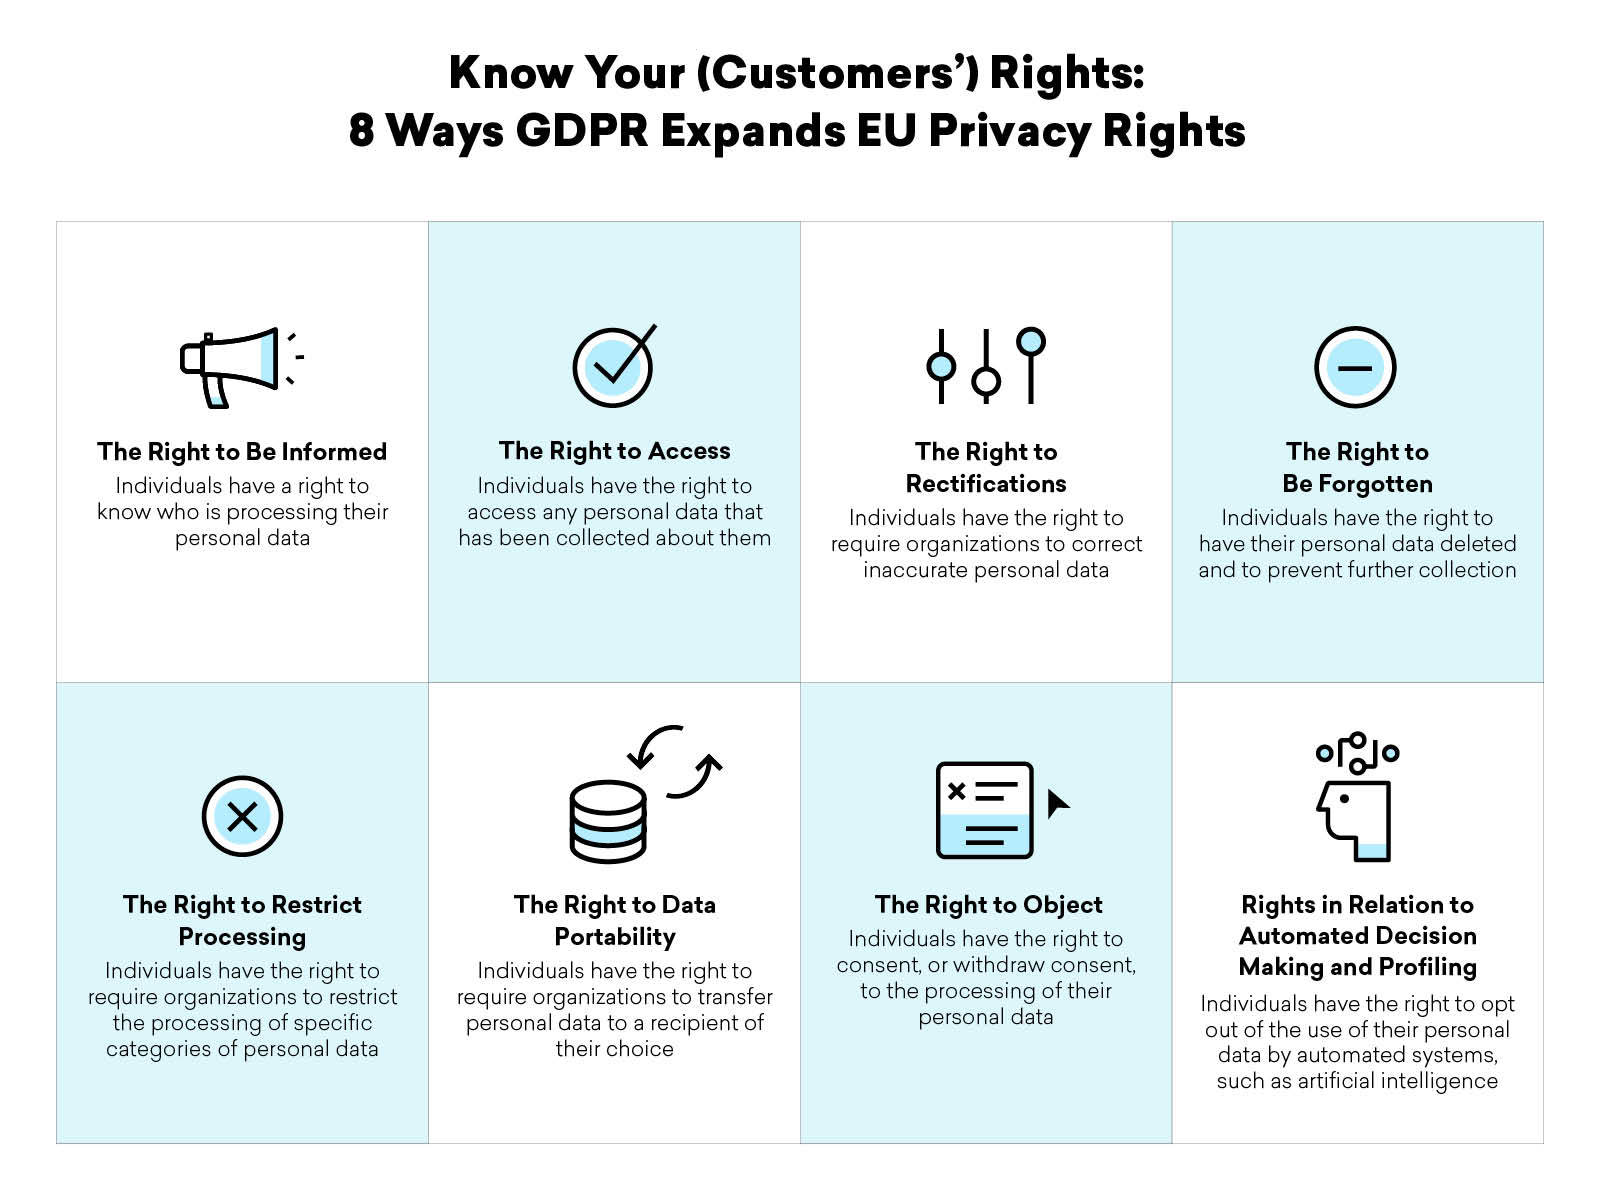 Know Your (Customers’) Rights:
8 Ways GDPR Expands EU Privacy Rights
The Right to Be Informed
Individuals have a right to
know who is processing their
personal data
The Right to Access
Individuals have the right to
access any personal data that
has been collected about them
The Right to
Rectifications
Individuals have the right to
require organizations to correct
inaccurate personal data
The Right to
Be Forgotten
Individuals have the right to
have their personal data deleted
and to prevent further collection
The Right to Restrict
Processing
Individuals have the right to
require organizations to restrict
the processing of specific
categories of personal data
The Right to Data
Portability
Individuals have the right to
require organizations to transfer
personal data to a recipient of
their choice
The Right to Object
Individuals have the right to
consent, or withdraw consent,
to the processing of their
personal data
Rights in Relation to
Automated Decision
Making and Profiling
Individuals have the right to opt
out of the use of their personal
data by automated systems,
such as artificial intelligence